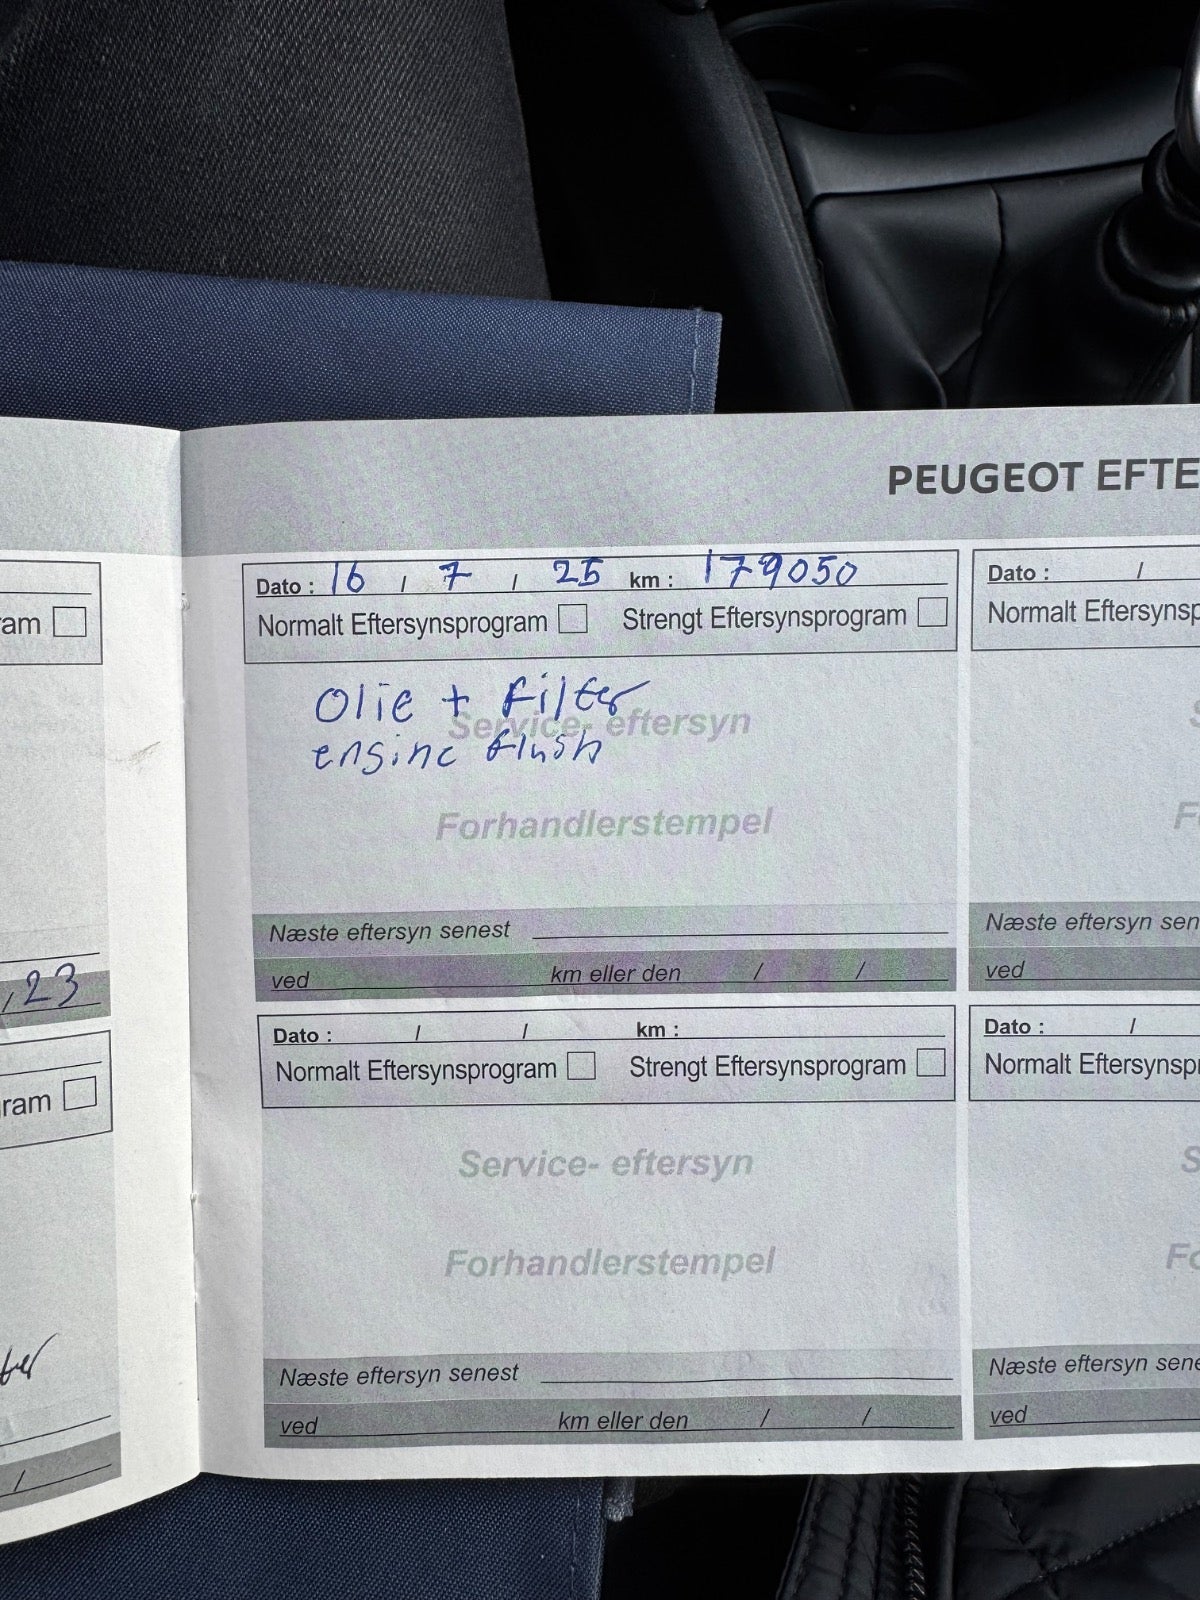 PEUGEOT EFTE
ram
/23
ram
/
Dato : 16 / 7 / 25 km : 179050
Normalt Eftersynsprogram Strengt Eftersynsprogram
Olie + Filter
Service- eftersyn
engine flush
Forhandlerstempel
Næste eftersyn senest
ved km eller den / /
Dato : / / km :
Normalt Eftersynsprogram Strengt Eftersynsprogram
Service- eftersyn
Forhandlerstempel
Næste eftersyn senest
ved km eller den / /
Dato : /
Normalt Eftersynsp
S
F
Næste eftersyn sen
ved
Dato : /
Normalt Eftersynspr
S
Fo
Næste eftersyn sene
ved